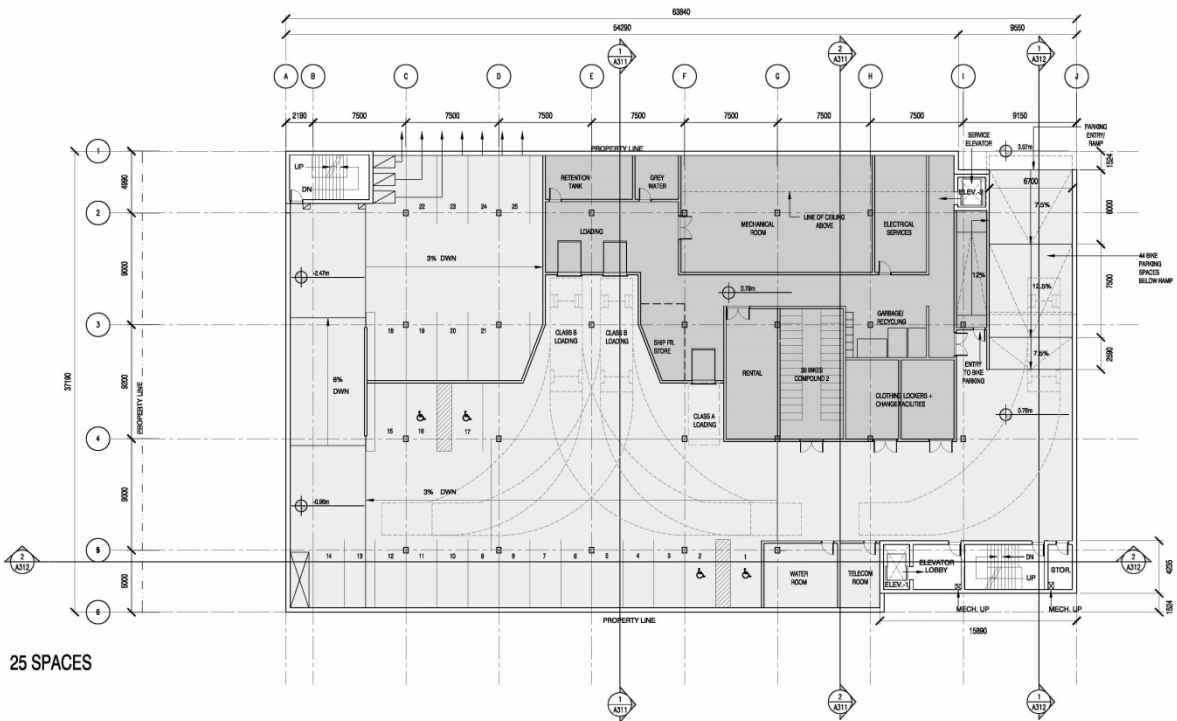 63840
54290
9550
1
A311
2
A311
1
A312
A
B
C
D
E
F
G
H
I
J
2190
7500
7500
7500
7500
7500
7500
7500
9150
SERVICE
ELEVATOR
PARKING
ENTRY/
RAMP
PROPERTY LINE
1
3.57m
1524
UP
DN
RETENTION
TANK
GREY
WATER
ELEV.-2
6700
4990
7.5%
6000
2
22
23
24
25
LOADING
MECHANICAL
ROOM
LINE OF CEILING
ABOVE
ELECTRICAL
SERVICES
44 BIKE
PARKING
SPACES
BELOW RAMP
3% DWN
-2.47m
9000
12%
12.5%
7500
0.78m
3
18
19
20
21
CLASS B
LOADING
CLASS B
LOADING
SHIP FR.
STORE
GARBAGE/
RECYCLING
7.5%
2590
37190
PROPERTY LINE
8%
DWN
9200
RENTAL
30 BIKES
COMPOUND 2
ENTRY
TO BIKE
PARKING
CLOTHING LOCKERS +
CHANGE FACILITIES
CLASS A
LOADING
0.78m
4
15
16
17
3% DWN
-0.96m
9000
5
14
13
12
11
10
9
8
7
6
5
4
3
2
1
WATER
ROOM
TELECOM
ROOM
ELEV.-1
ELEVATOR
LOBBY
DN
UP
STOR.
2
A312
2
A312
5000
4235
1524
6
MECH. UP
MECH. UP
PROPERTY LINE
15890
25 SPACES
1
A311
2
A311
1
A312